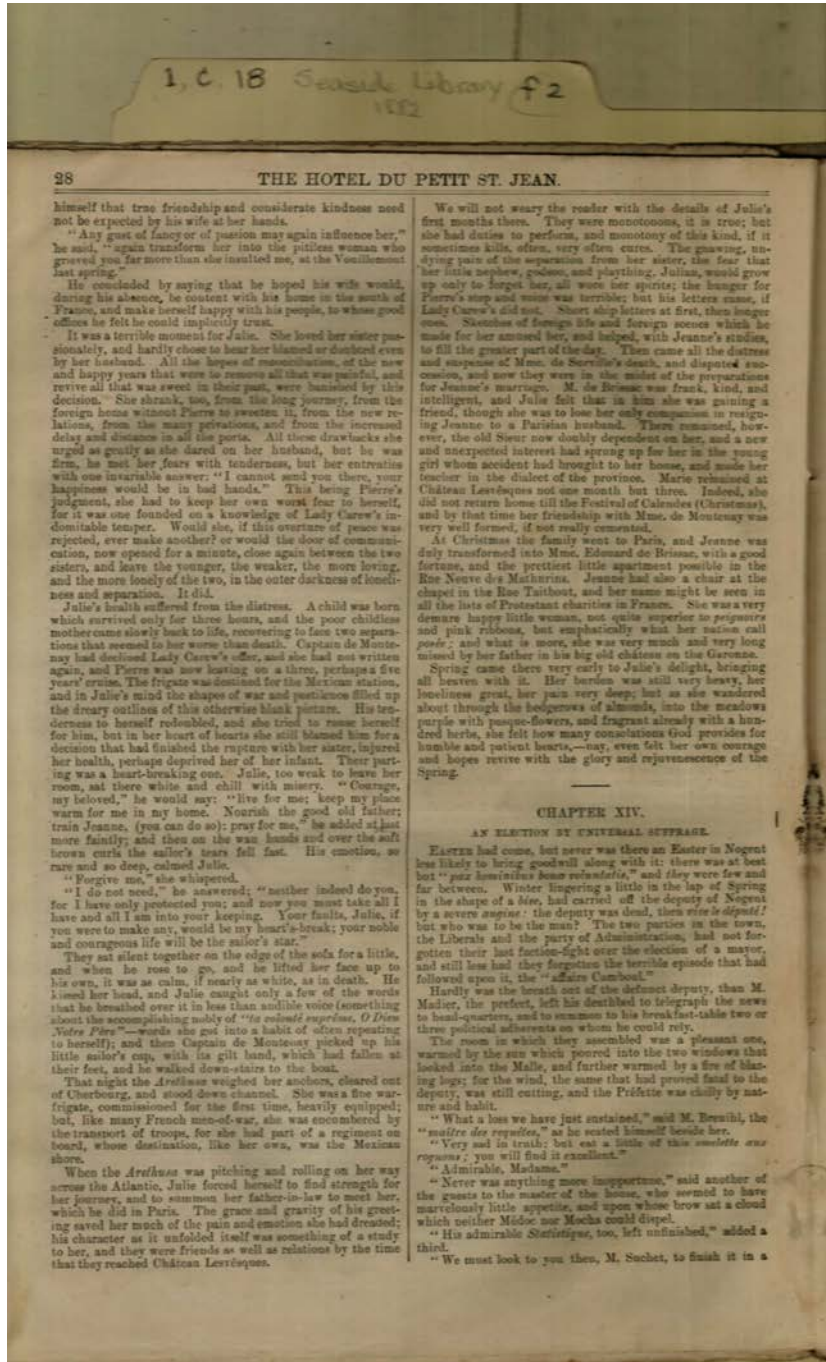 1, C. 18 Seaside Library f 2
1882
28 THE HOTEL DU PETIT ST. JEAN.
himself that true friendship and considerate kindness need
not be expected by his wife at her hands.
"Any gust of fancy or of passion may again influence her,"
he said, "again transform her into the pitiless woman who
grieved you far more than she insulted me, at the Vouillemont
last spring."
He concluded by saying that he hoped his wife would,
during his absence, be content with his home in the south of
France, and make herself happy with his people, to whose good
offices he felt he could implicitly trust.
It was a terrible moment for Julie. She loved her sister pas-
sionately, and hardly chose to hear her blamed or doubted even
by her husband. All the hopes of reconciliation, of the new
and happy years that were to remove all that was painful, and
revive all that was sweet in their past, were banished by this
decision. She shrank, too, from the long journey, from the
foreign home without Pierre to sweeten it, from the new re-
lations, from the many privations, and from the increased
delay and distance in all the ports. All these drawbacks she
urged as gently as she dared on her husband, but he was
firm, he met her fears with tenderness, but her entreaties
with one invariable answer: "I cannot send you there, your
happiness would be in bad hands." This being Pierre's
judgment, she had to keep her own worst fear to herself,
for it was one founded on a knowledge of Lady Carew's in-
domitable temper. Would she, if this overture of peace was
rejected, ever make another? or would the door of communi-
cation, now opened for a minute, close again between the two
sisters, and leave the younger, the weaker, the more loving,
and the more lonely of the two, in the outer darkness of loneli-
ness and separation. It did.
Julie's health suffered from the distress. A child was born
which survived only for three hours, and the poor childless
mother came slowly back to life, recovering to face two separa-
tions that seemed to her worse than death. Captain de Monte-
nay had declined Lady Carew's offer, and she had not written
again, and Pierre was now leaving on a three, perhaps a five
years' cruise. The frigate was destined for the Mexican station,
and in Julie's mind the shapes of war and pestilence filled up
the dreary outlines of this otherwise blank picture. His ten-
derness to herself redoubled, and she tried to rouse herself
for him, but in her heart of hearts she still blamed him for a
decision that had finished the rupture with her sister, injured
her health, perhaps deprived her of her infant. Their part-
ing was a heart-breaking one. Julie, too weak to leave her
room, sat there white and chill with misery. "Courage,
my beloved," he would say: "live for me; keep my place
warm for me in my home. Nourish the good old father;
train Jeanne, (you can do so): pray for me," he added at last
more faintly; and then on the wan hands and over the soft
brown curls the sailor's tears fell fast. His emotion, so
rare and so deep, calmed Julie.
"Forgive me," she whispered.
"I do not need," he answered; "neither indeed do you,
for I have only protected you; and now you must take all I
have and all I am into your keeping. Your faults, Julie, if
you were to make any, would be my heart's-break; your noble
and courageous life will be the sailor's star."
They sat silent together on the edge of the sofa for a little,
and when he rose to go, and he lifted her face up to
his own, it was as calm, if nearly as white, as in death. He
kissed her head, and Julie caught only a few of the words
that he breathed over it in less than audible voice (something
about the accomplishing nobly of "ta volonté suprême, O Dieu
Notre Père"—words she got into a habit of often repeating
to herself); and then Captain de Montenay picked up his
little sailor's cap, with its gilt band, which had fallen at
their feet, and he walked down-stairs to the boat.
That night the Arethusa weighed her anchors, cleared out
of Cherbourg, and stood down channel. She was a fine war-
frigate, commissioned for the first time, heavily equipped;
but, like many French men-of-war, she was encumbered by
the transport of troops, for she had part of a regiment on
board, whose destination, like her own, was the Mexican
shore.
When the Arethusa was pitching and rolling on her way
across the Atlantic, Julie forced herself to find strength for
her journey, and to summon her father-in-law to meet her,
which he did in Paris. The grace and gravity of his greet-
ing saved her much of the pain and emotion she had dreaded;
his character as it unfolded itself was something of a study
to her, and they were friends as well as relations by the time
that they reached Château Lesvêsques.
We will not weary the reader with the details of Julie's
first months there. They were monotonous, it is true; but
she had duties to perform, and monotony of this kind, if it
sometimes kills, often, very often cures. The gnawing, un-
dying pain of the separation from her sister, the fear that
her little nephew, godson, and plaything, Julian, would grow
up only to forget her, all wore her spirits; the hunger for
Pierre's step and voice was terrible; but his letters came, if
Lady Carew's did not. Short ship letters at first, then longer
ones. Sketches of foreign life and foreign scenes which he
made for her amused her, and helped, with Jeanne's studies,
to fill the greater part of the day. Then came all the distress
and suspense of Mme. de Survillo's death, and disputed suc-
cession, and now they were in the midst of the preparations
for Jeanne's marriage. M. de Brissac was frank, kind, and
intelligent, and Julie felt that in him she was gaining a
friend, though she was to lose her only companion in resign-
ing Jeanne to a Parisian husband. There remained, how-
ever, the old Sieur now doubly dependent on her, and a new
and unexpected interest had sprung up for her in the young
girl whom accident had brought to her house, and made her
teacher in the dialect of the province. Marie remained at
Château Lesvêsques not one month but three. Indeed, she
did not return home till the Festival of Calendes (Christmas),
and by that time her friendship with Mme. de Montenay was
very well formed, if not really cemented.
At Christmas the family went to Paris, and Jeanne was
duly transformed into Mme. Edouard de Brissac, with a good
fortune, and the prettiest little apartment possible in the
Rue Neuve des Mathurins. Jeanne had also a chair at the
chapel in the Rue Taitbout, and her name might be seen in
all the lists of Protestant charities in France. She was a very
demure happy little woman, not quite superior to peignoirs
and pink ribbons, but emphatically what her nation call
posée; and what is more, she was very much and very long
missed by her father in his big old château on the Garonne.
Spring came there very early to Julie's delight, bringing
all heaven with it. Her burden was still very heavy, her
loneliness great, her pain very deep; but as she wandered
about through the hedgerows of almonds, into the meadows
purple with pasque-flowers, and fragrant already with a hun-
dred herbs, she felt how many consolations God provides for
humble and patient hearts,—nay, even felt her own courage
and hopes revive with the glory and rejuvenescence of the
Spring.
CHAPTER XIV.
AN ELECTION BY UNIVERSAL SUFFRAGE.
EASTER had come, but never was there an Easter in Nogent
less likely to bring goodwill along with it: there was at best
but "pax hominibus bonæ voluntatis," and they were few and
far between. Winter lingering a little in the lap of Spring
in the shape of a bise, had carried off the deputy of Nogent
by a severe angine: the deputy was dead, then vive le député!
but who was to be the man? The two parties in the town,
the Liberals and the party of Administration, had not for-
gotten their last faction-fight over the election of a mayor,
and still less had they forgotten the terrible episode that had
followed upon it, the "affaire Comboul."
Hardly was the breath out of the defunct deputy, than M.
Madier, the prefect, left his deathbed to telegraph the news
to head-quarters, and to summon to his breakfast-table two or
three political adherents on whom he could rely.
The room in which they assembled was a pleasant one,
warmed by the sun which poured into the two windows that
looked into the Malle, and further warmed by a fire of blaz-
ing logs; for the wind, the same that had proved fatal to the
deputy, was still cutting, and the Préfette was chilly by nat-
ure and habit.
"What a loss we have just sustained," said M. Bernihl, the
"maître des requêtes," as he seated himself beside her.
"Very sad in truth; but eat a little of this omelette aux
rognons; you will find it excellent."
"Admirable, Madame."
"Never was anything more inopportune," said another of
the guests to the master of the house, who seemed to have
marvelously little appetite, and upon whose brow sat a cloud
which neither Médoc nor Mocha could dispel.
"His admirable Statistique, too, left unfinished," added a
third.
"We must look to you then, M. Suchet, to finish it in a